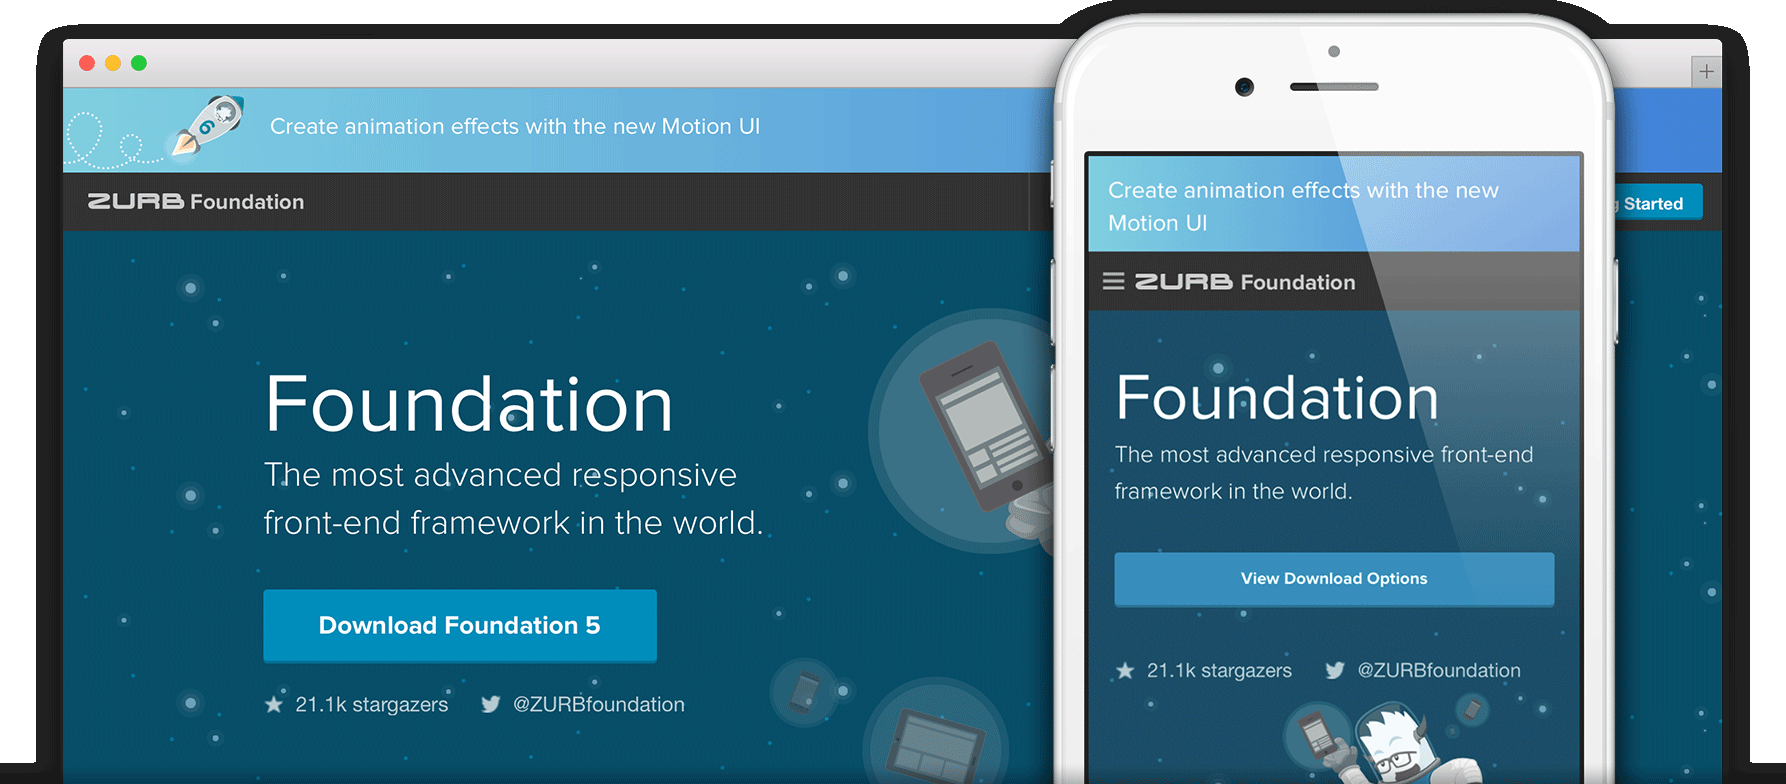 6
Create animation effects with the new Motion UI
ZURB Foundation
Started
Foundation
The most advanced responsive
front-end framework in the world.
Download Foundation 5
21.1k stargazers @ZURBfoundation
Create animation effects with the new
Motion UI
ZURB Foundation
Foundation
The most advanced responsive front-end
framework in the world.
View Download Options
21.1k stargazers @ZURBfoundation